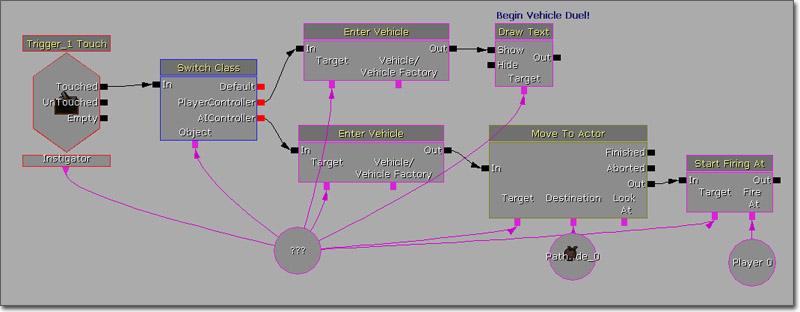 Begin Vehicle Duel!
Trigger_1 Touch
Touched
UnTouched
Empty
Instigator
Switch Class
In
Default
PlayerController
AIController
Object
Enter Vehicle
In
Out
Target
Vehicle/
Vehicle Factory
Draw Text
Show
Hide
Out
Target
Enter Vehicle
In
Out
Target
Vehicle/
Vehicle Factory
Move To Actor
In
Finished
Aborted
Out
Target
Destination
Look
At
Start Firing At
In
Out
Target
Fire
At
???
Path..de_0
Player 0